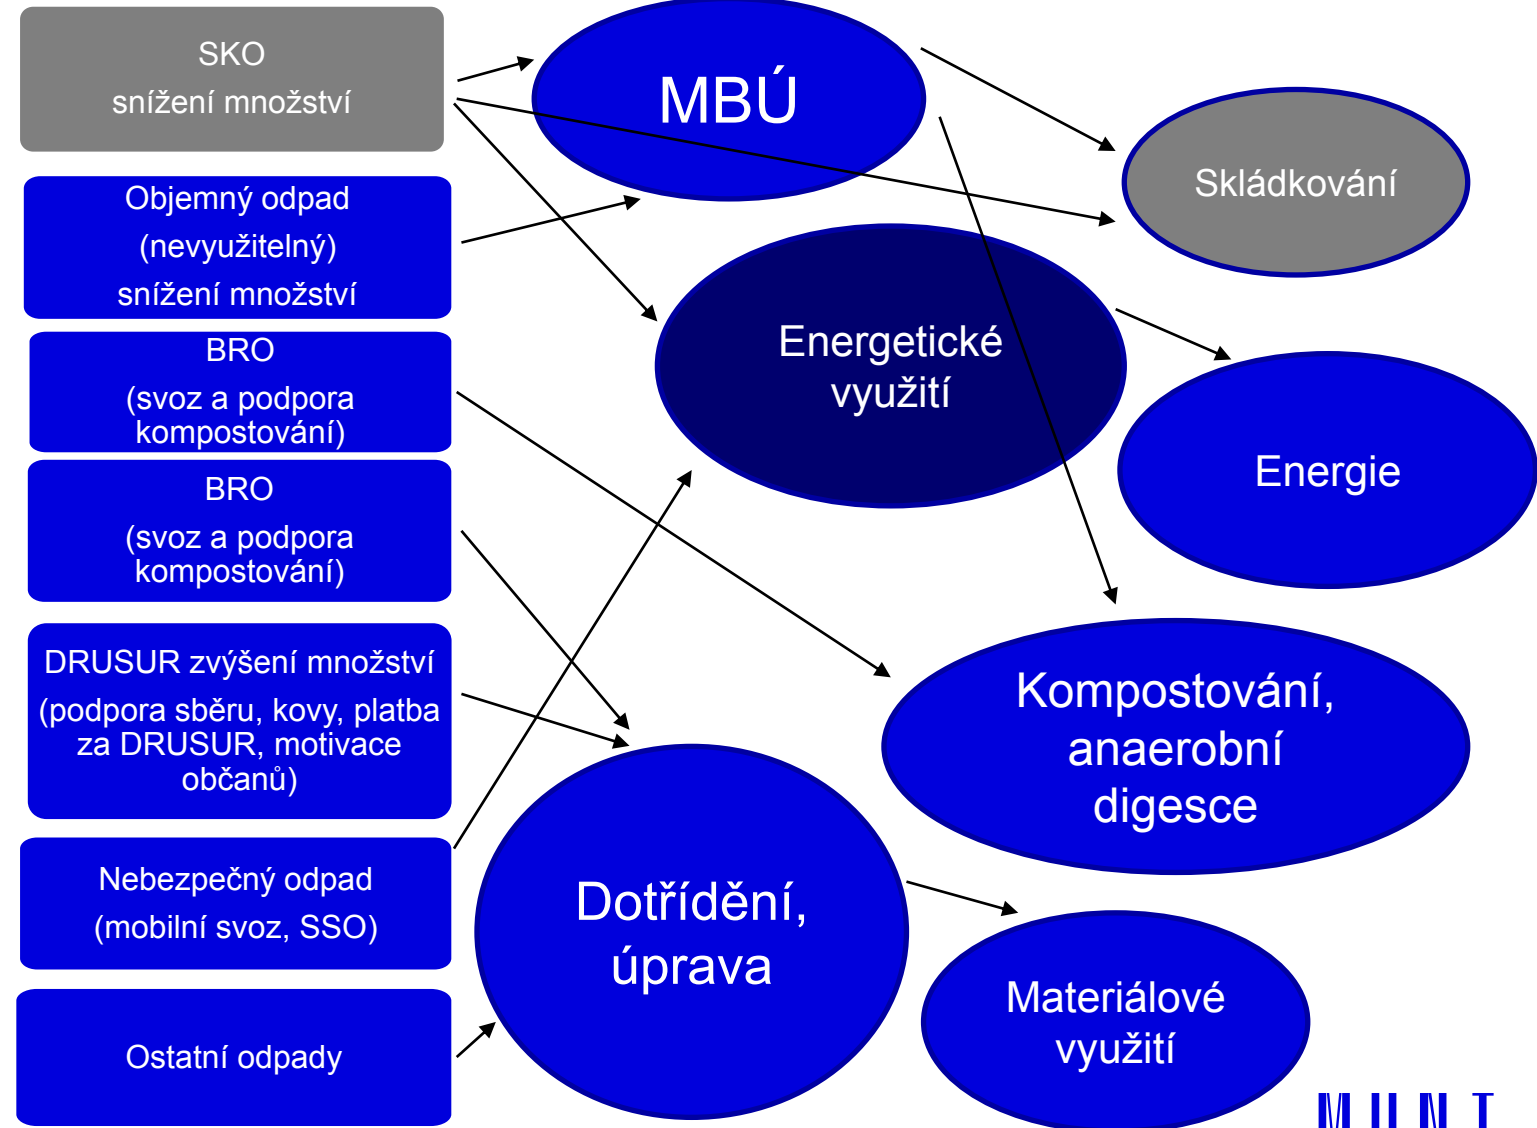 SKO
snížení množství
Objemný odpad
(nevyužitelný)
snížení množství
BRO
(svoz a podpora
kompostování)
BRO
(svoz a podpora
kompostování)
DRUSUR zvýšení množství
(podpora sběru, kovy, platba
za DRUSUR, motivace
občanů)
Nebezpečný odpad
(mobilní svoz, SSO)
Ostatní odpady
MBÚ
Skládkování
Energetické
využití
Energie
Kompostování,
anaerobní
digesce
Dotřídění,
úprava
Materiálové
využití